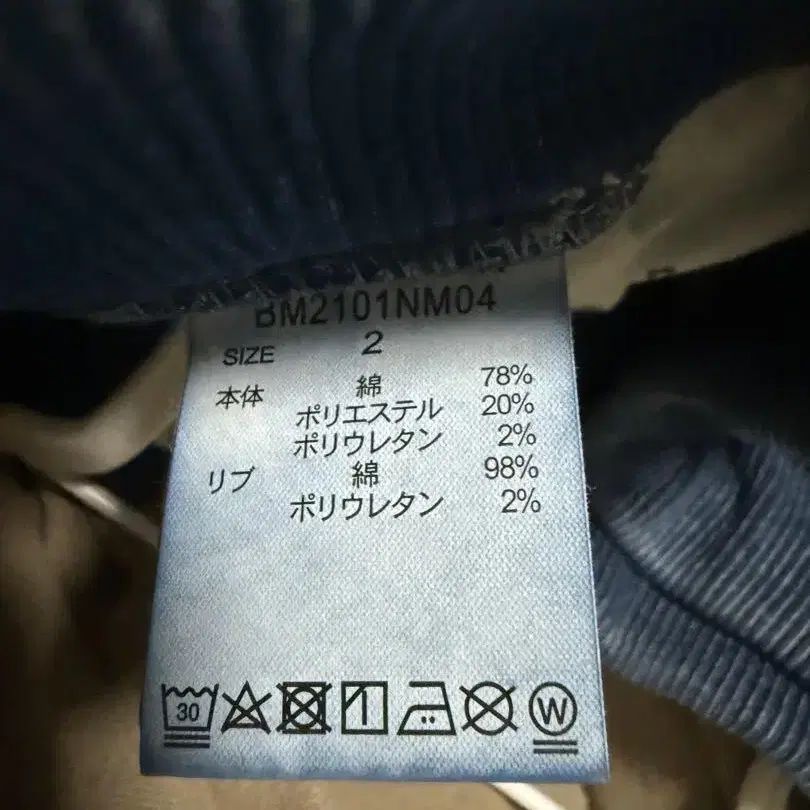 BM2101NM04
SIZE 2
本体 綿 78%
ポリエステル 20%
ポリウレタン 2%
リブ 綿 98%
ポリウレタン 2%
30 W